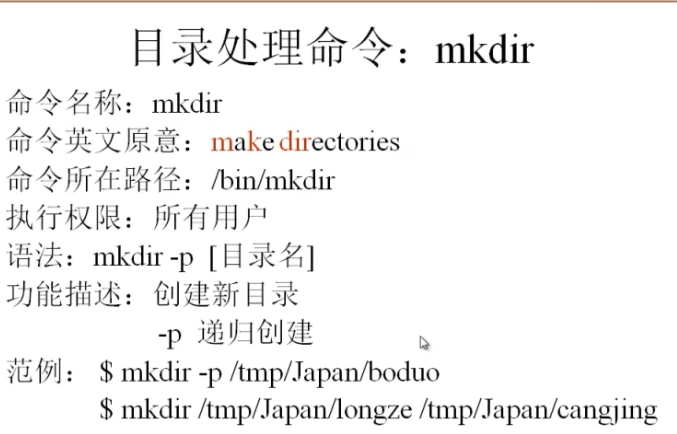 目录处理命令：mkdir
命令名称：mkdir
命令英文原意：make directories
命令所在路径：/bin/mkdir
执行权限：所有用户
语法：mkdir -p [目录名]
功能描述：创建新目录
-p 递归创建
范例： $ mkdir -p /tmp/Japan/boduo
$ mkdir /tmp/Japan/longze /tmp/Japan/cangjing